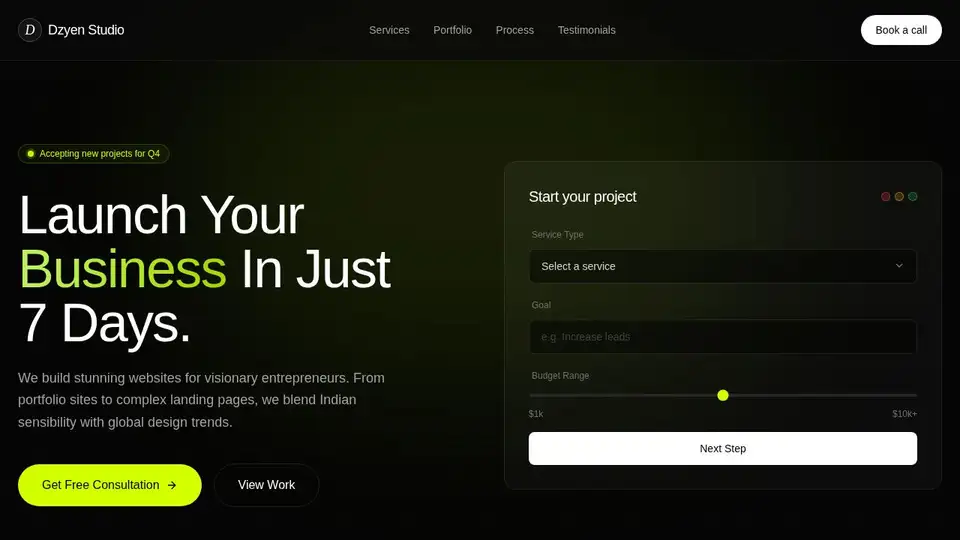 D Dzyen Studio
Services
Portfolio
Process
Testimonials
Book a call
Accepting new projects for Q4
Launch Your
Business In Just
7 Days.
We build stunning websites for visionary entrepreneurs. From
portfolio sites to complex landing pages, we blend Indian
sensibility with global design trends.
Get Free Consultation →
View Work
Start your project
Service Type
Select a service
Goal
e.g. Increase leads
Budget Range
$1k
$10k+
Next Step